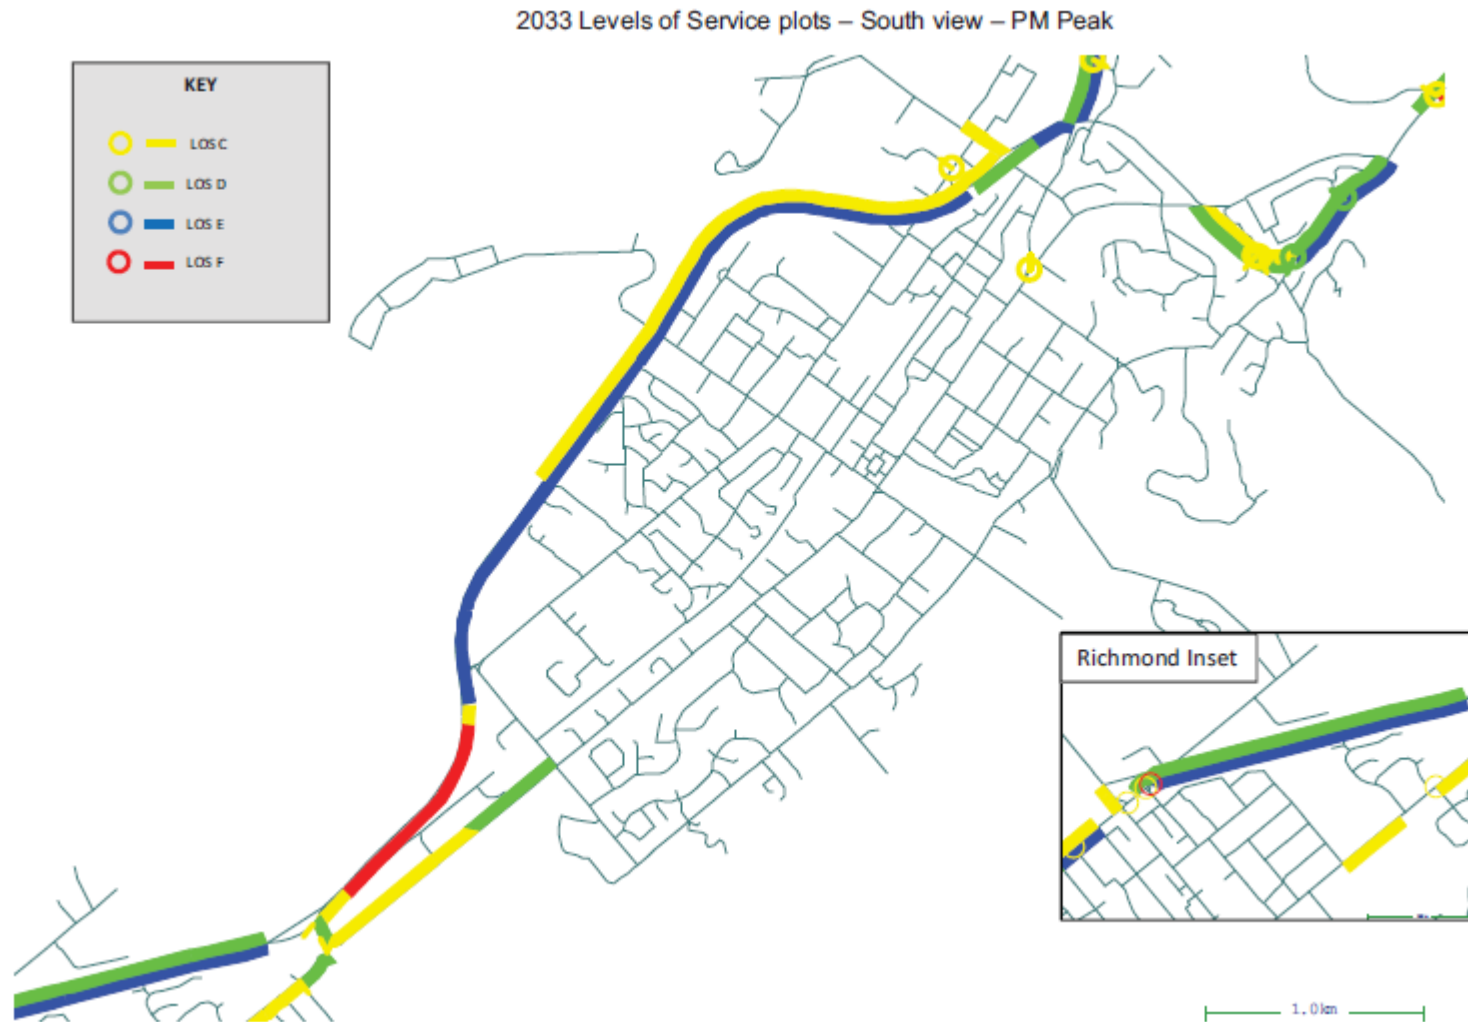 2033 Levels of Service plots – South view – PM Peak
KEY
LOS C
LOS D
LOS E
LOS F
Richmond Inset
1.0km